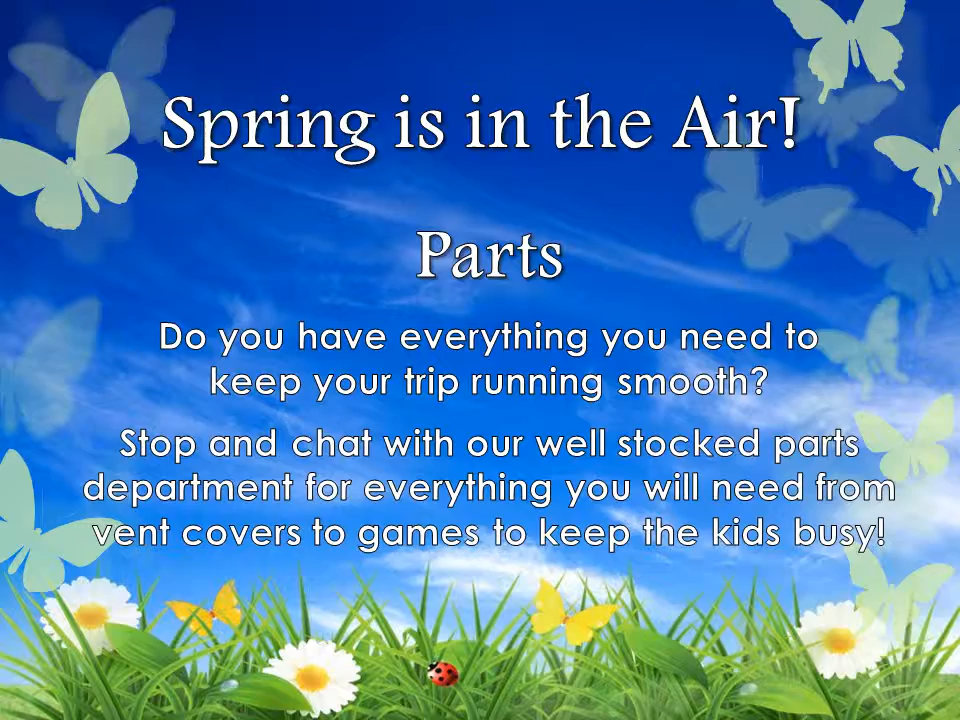 Spring is in the Air!
Parts
Do you have everything you need to
keep your trip running smooth?
Stop and chat with our well stocked parts
department for everything you will need from
vent covers to games to keep the kids busy!